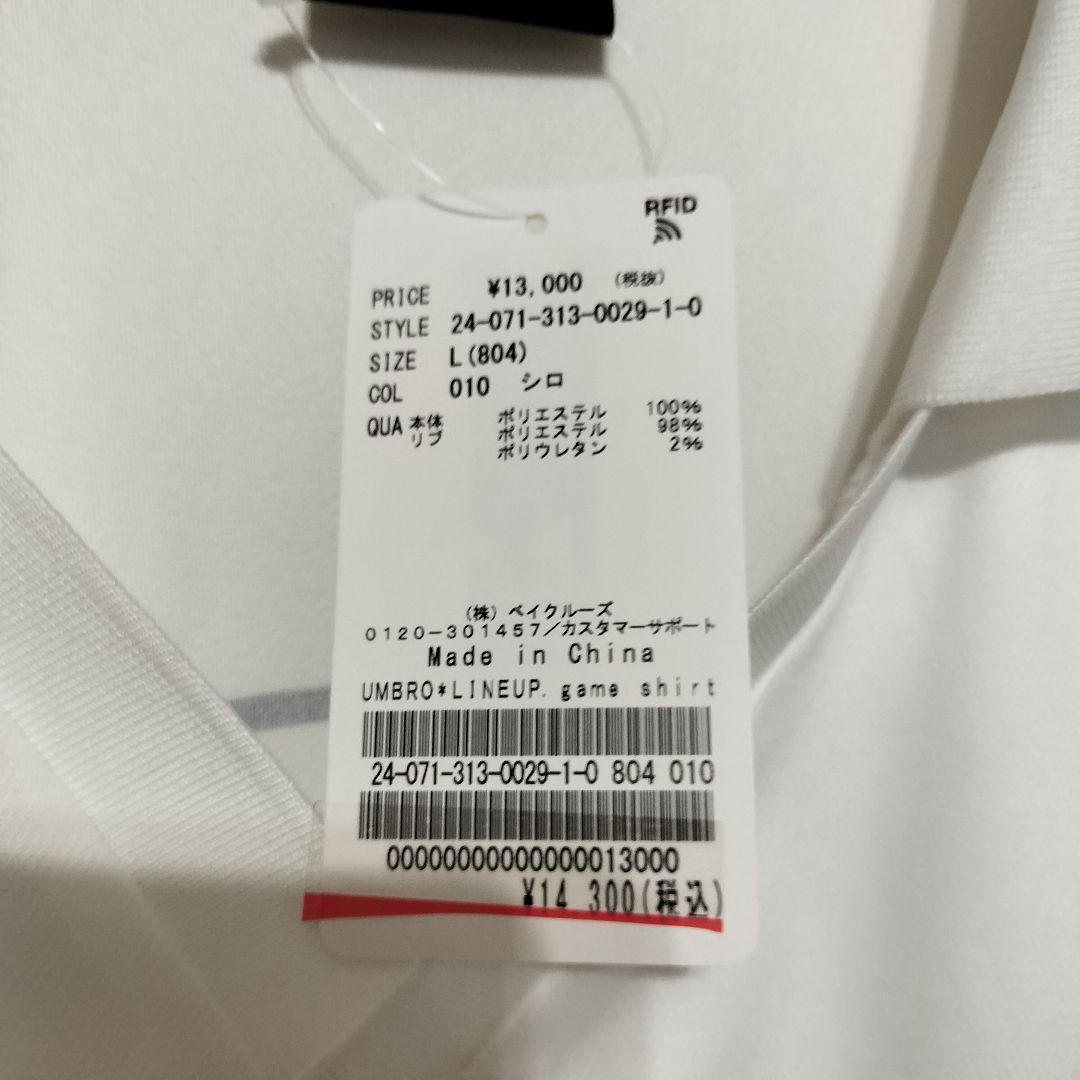 RFID
PRICE ¥13,000 (税抜)
STYLE 24-071-313-0029-1-0
SIZE L(804)
COL 010 シロ
QUA 本体 ポリエステル 100%
リブ ポリエステル 98%
ポリウレタン 2%
(株) ベイクルーズ
0120-301457/カスタマーサポート
Made in China
UMBRO*LINEUP. game shirt
24-071-313-0029-1-0 804 010
00000000000000013000
¥14,300(税込)